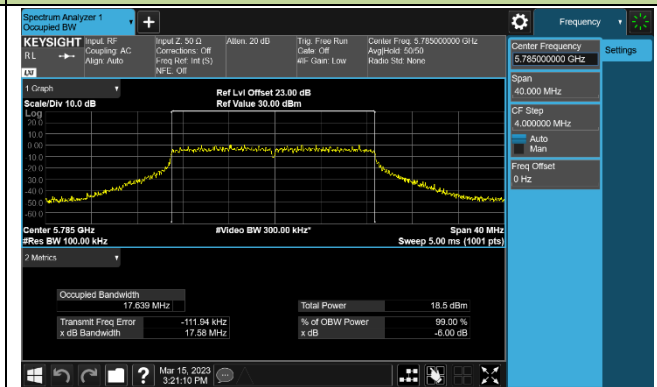 Spectrum Analyzer 1
Occupied BW
Frequency
KEYSIGHT
RL
LXI
Input: RF
Coupling: AC
Align: Auto
Input Z: 50 Ω
Corrections: Off
Freq Ref: Int (S)
NFE: Off
Atten: 20 dB
Trig: Free Run
Gate: Off
#IF Gain: Low
Center Freq: 5.785000000 GHz
Avg|Hold: 50/50
Radio Std: None
Center Frequency
5.785000000 GHz
Settings
Span
40.000 MHz
CF Step
4.000000 MHz
Auto
Man
Freq Offset
0 Hz
1 Graph
Scale/Div 10.0 dB
Ref Lvl Offset 23.00 dB
Ref Value 30.00 dBm
Log
20.0
10.0
0.00
-10.0
-20.0
-30.0
-40.0
-50.0
-60.0
Center 5.785 GHz
#Res BW 100.00 kHz
#Video BW 300.00 kHz*
Span 40 MHz
Sweep 5.00 ms (1001 pts)
2 Metrics
Occupied Bandwidth
17.639 MHz
Total Power 18.5 dBm
Transmit Freq Error -111.94 kHz
% of OBW Power 99.00 %
x dB Bandwidth 17.58 MHz
x dB -6.00 dB
?
Mar 15, 2023
3:21:10 PM